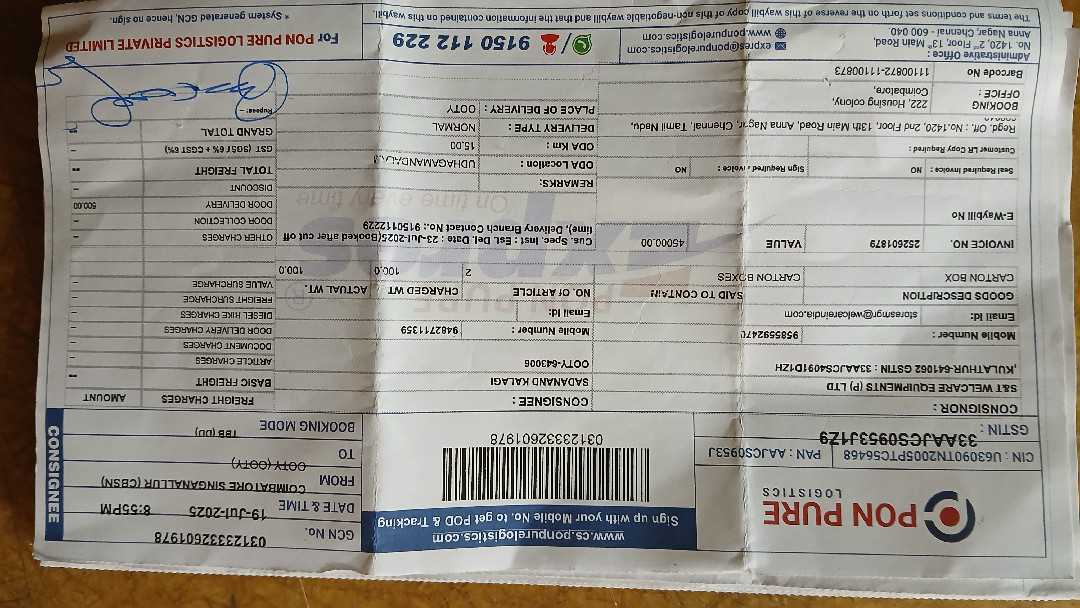 PON PURE
LOGISTICS
www.cs.ponpurelogistics.com
Sign up with your Mobile No. to get POD & Tracking
GCN No. 03123332601978
DATE & TIME 19-Jul-2025 8:55PM
FROM COIMBATORE SINGANALLUR (CBSN)
TO OOTY (OOTY)
BOOKING MODE TBB (DU)
CONSIGNEE
CIN : U63090TN2005PTC56468 PAN : AAJCS0953J
GSTIN : 33AAJCS0953J1Z9
03123332601978
CONSIGNOR :
S&T WELCARE EQUIPMENTS (P) LTD
,KULATHUR-641062 GSTIN : 33AAJCS4091D1ZH
Mobile Number : 9585592470
Email Id: storesmgr@welcareindia.com
CONSIGNEE :
SADANAND KALAGI
OOTY-643006
Mobile Number : 9482711359
Email Id:
FREIGHT CHARGES AMOUNT
BASIC FREIGHT --
ARTICLE CHARGES
DOCUMENT CHARGES
DOOR DELIVERY CHARGES
DIESEL HIKE CHARGES
FREIGHT SURCHARGE
VALUE SURCHARGE
OTHER CHARGES
DOOR COLLECTION
DOOR DELIVERY 500.00
DISCOUNT
TOTAL FREIGHT --
GST (SGST 6% + CGST 6%)
GRAND TOTAL --
Rupees:-
GOODS DESCRIPTION SAID TO CONTAIN NO. Of ARTICLE CHARGED WT ACTUAL WT.
CARTON BOX CARTON BOXES 2 100.0 100.0
INVOICE NO. 252601879 VALUE 45000.00
E-Waybill No
Cus. Spec. Inst : Est. Del. Date : 23-Jul-2025(Booked after cut off
time), Delivery Branch Contact No.: 9150112229
xpres
On time every time
REMARKS:
Seal Required Invoice : NO Sign Required - Invoice : NO
Customer LR Copy Required :
ODA Location : UDHAGAMANDALAM
ODA Km : 15.00
DELIVERY TYPE : NORMAL
PLACE OF DELIVERY : OOTY
Regd. Off. : No.1420, 2nd Floor, 13th Main Road, Anna Nagar, Chennai, Tamil Nadu,
BOOKING OFFICE : 222, Housing colony, Coimbatore,
Barcode No 11100872-11100873
Administrative Office :
No. 1420, 2nd Floor, 13th Main Road,
Anna Nagar, Chennai - 600 040
express@ponpurelogistics.com
www.ponpurelogistics.com
9150 112 229
For PON PURE LOGISTICS PRIVATE LIMITED
The terms and conditions set forth on the reverse of this waybill copy of this non-negotiable waybill and that the information contained on this waybill.
* System generated GCN, hence no sign.